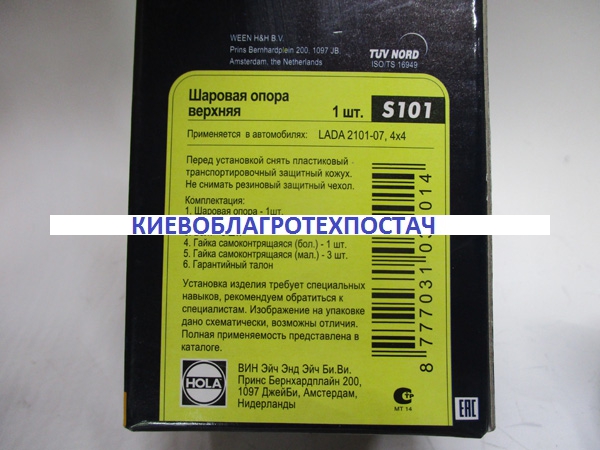 WEEN H&H B.V.
Prins Bernhardplein 200, 1097 JB.
Amsterdam, the Netherlands
TUV NORD
ISO/TS 16949
Шаровая опора
верхняя
1 шт.
S101
Применяется в автомобилях: LADA 2101-07, 4x4
Перед установкой снять пластиковый
транспортировочный защитный кожух.
Не снимать резиновый защитный чехол.
Комплектация:
1. Шаровая опора - 1шт.
КИЕВОБЛАГРОТЕХПОСТАЧ
4. Гайка самоконтрящаяся (бол.) - 1 шт.
5. Гайка самоконтрящаяся (мал.) - 3 шт.
6. Гарантийный талон
Установка изделия требует специальных
навыков, рекомендуем обратиться к
специалистам. Изображение на упаковке
дано схематически, возможны отличия.
Полная применяемость представлена в
каталоге.
HOLA
ВИН Эйч Энд Эйч Би.Ви.
Принс Бернхардплайн 200,
1097 ДжейБи, Амстердам,
Нидерланды
ТР
МТ 14
ЕАС